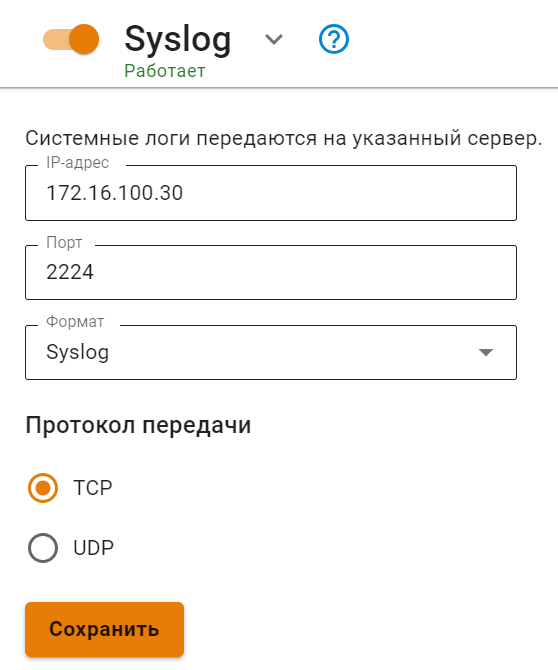 Syslog
?
Работает
Системные логи передаются на указанный сервер.
IP-адрес
172.16.100.30
Порт
2224
Формат
Syslog
Протокол передачи
TCP
UDP
Сохранить